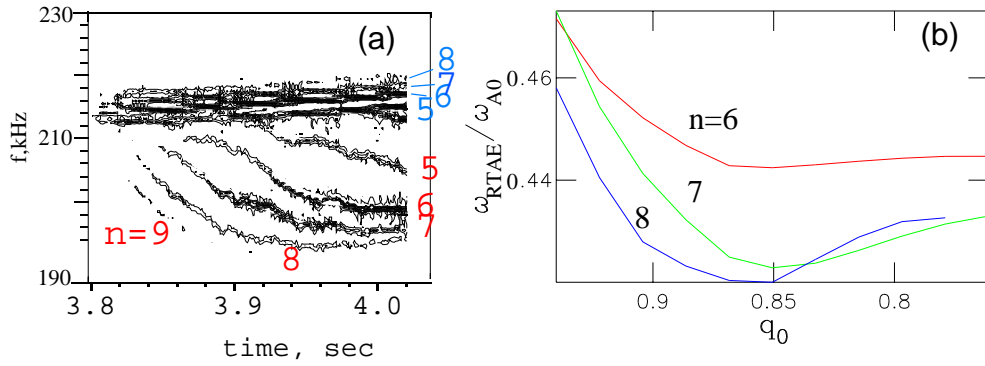 (a)
230
210
190
f,kHz
3.8
3.9
4.0
time, sec
8
7
6
5
5
6
7
8
n=9
(b)
0.46
0.44
ω_RTAE / ω_A0
n=6
7
8
0.9
0.85
0.8
q_0